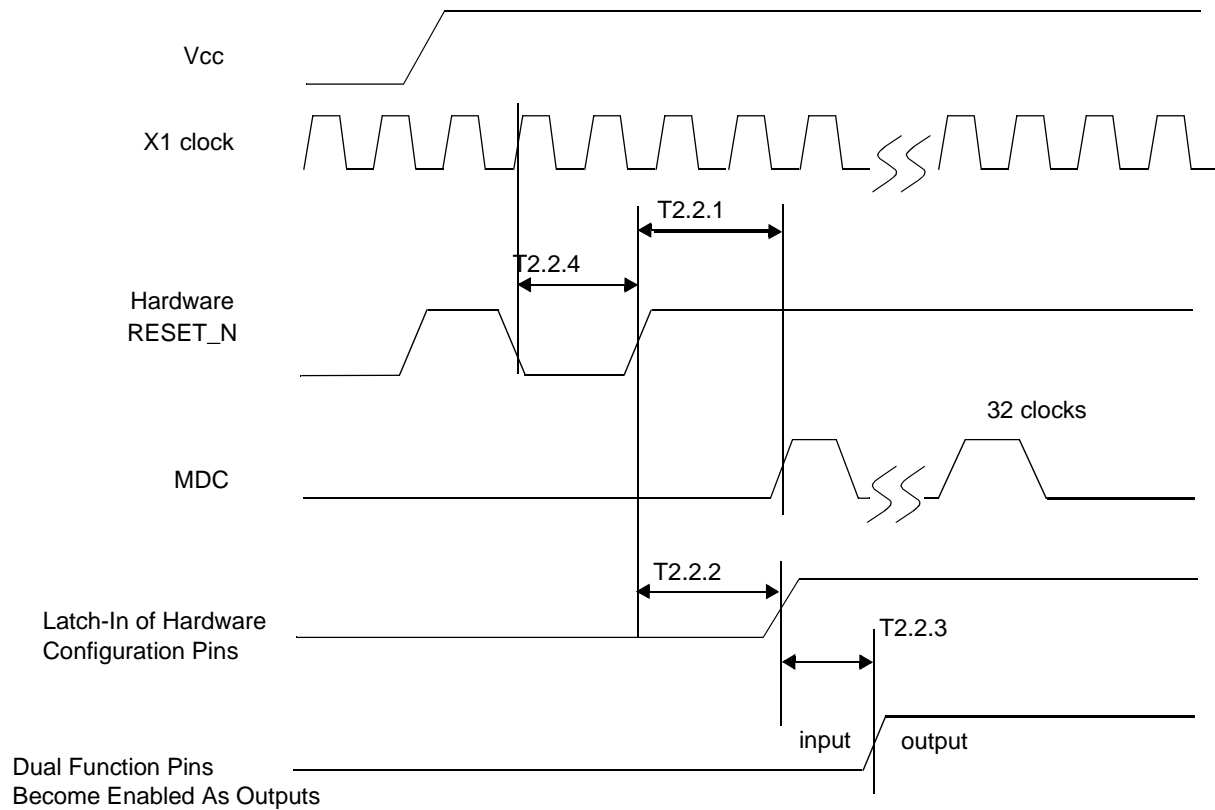 Vcc
X1 clock
T2.2.1
T2.2.4
Hardware
RESET_N
32 clocks
MDC
T2.2.2
Latch-In of Hardware
Configuration Pins
T2.2.3
input
output
Dual Function Pins
Become Enabled As Outputs